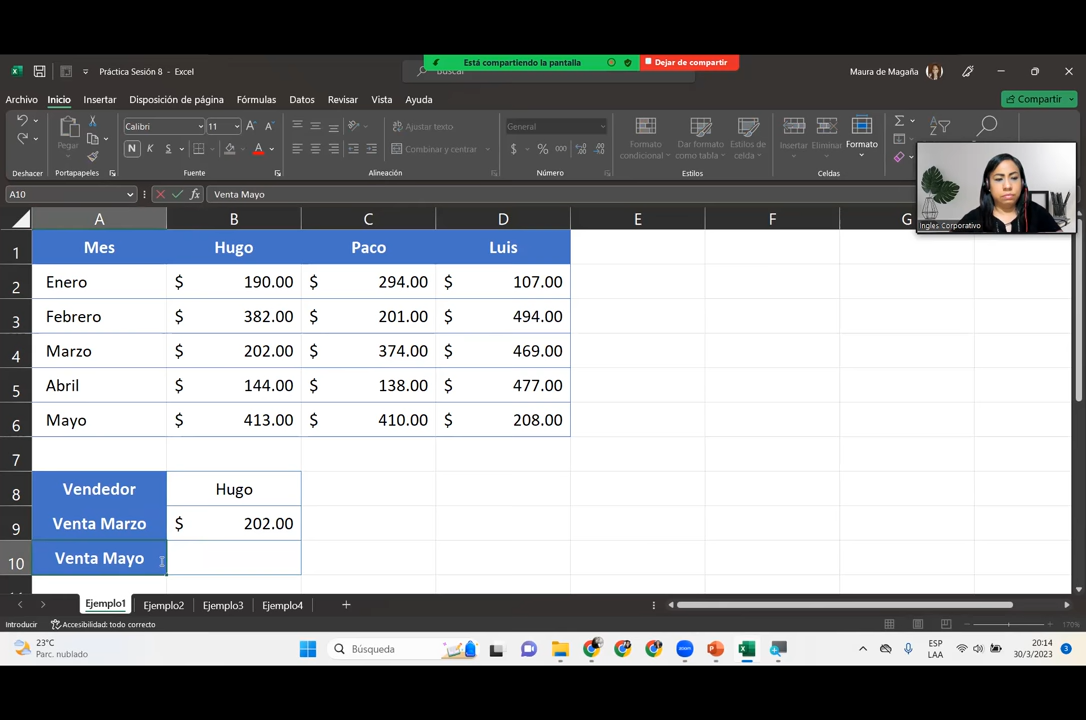 Está compartiendo la pantalla
Dejar de compartir
Práctica Sesión 8 - Excel
Buscar
Maura de Magaña
Archivo Inicio Insertar Disposición de página Fórmulas Datos Revisar Vista Ayuda
Compartir
Calibri 11
Ajustar texto
General
Pegar
N K S
Combinar y centrar
$ %
Formato condicional
Dar formato como tabla
Estilos de celda
Insertar
Eliminar
Formato
Deshacer
Portapapeles
Fuente
Alineación
Número
Estilos
Celdas
Ingles Corporativo
A10
fx
Venta Mayo
A B C D E F G
1 Mes Hugo Paco Luis
2 Enero $ 190.00 $ 294.00 $ 107.00
3 Febrero $ 382.00 $ 201.00 $ 494.00
4 Marzo $ 202.00 $ 374.00 $ 469.00
5 Abril $ 144.00 $ 138.00 $ 477.00
6 Mayo $ 413.00 $ 410.00 $ 208.00
7
8 Vendedor Hugo
9 Venta Marzo $ 202.00
10 Venta Mayo
Ejemplo1 Ejemplo2 Ejemplo3 Ejemplo4
Introducir
Accesibilidad: todo correcto
170%
23°C
Parc. nublado
Búsqueda
ESP
LAA
20:14
30/3/2023
3